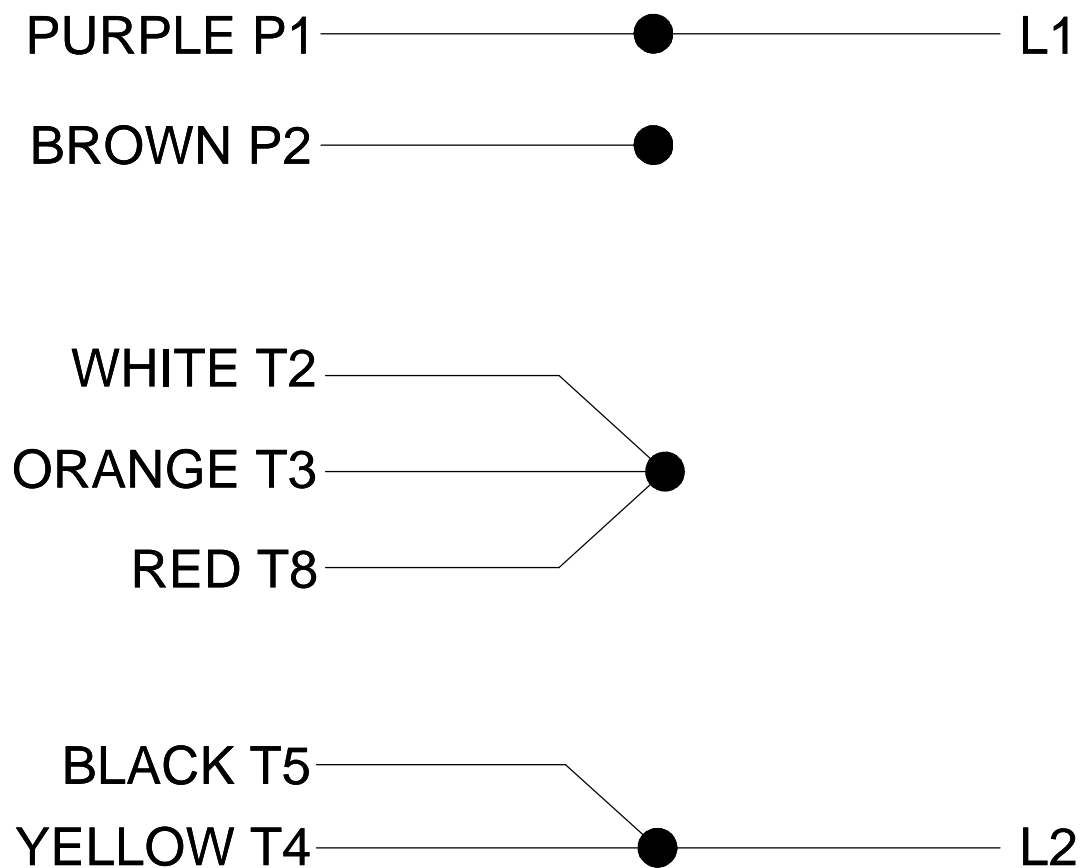 PURPLE P1 L1
BROWN P2
WHITE T2
ORANGE T3
RED T8
BLACK T5
YELLOW T4 L2